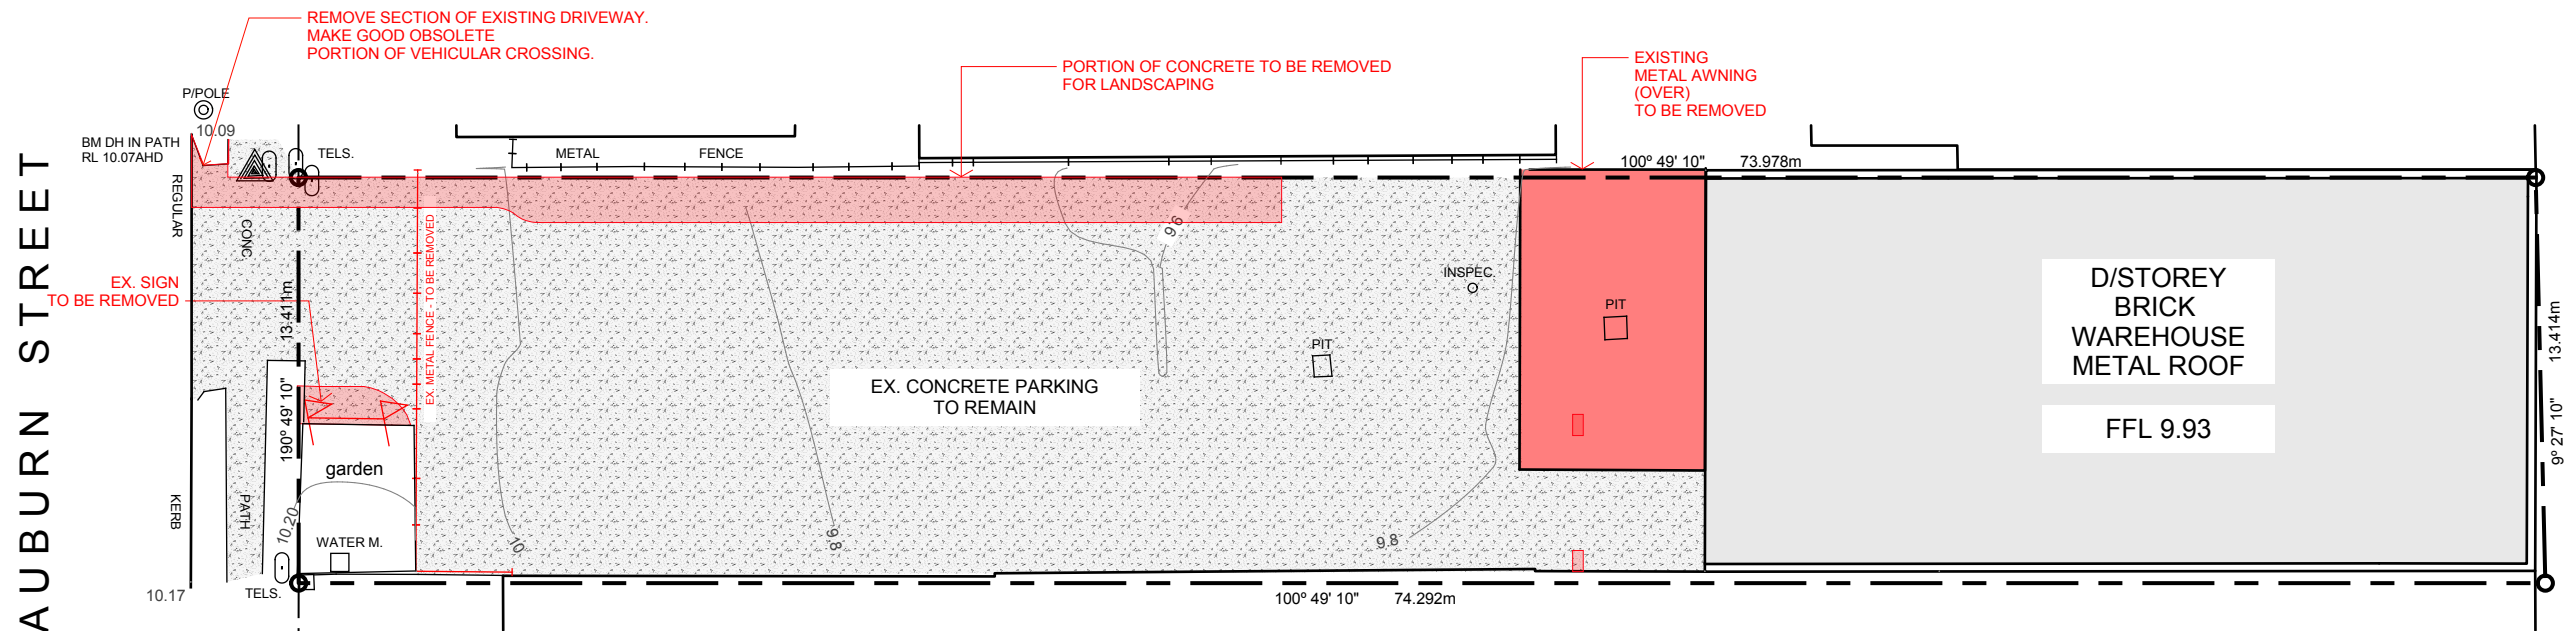 REMOVE SECTION OF EXISTING DRIVEWAY.
MAKE GOOD OBSOLETE
PORTION OF VEHICULAR CROSSING.
PORTION OF CONCRETE TO BE REMOVED
FOR LANDSCAPING
EXISTING
METAL AWNING
(OVER)
TO BE REMOVED
P/POLE
10.09
BM DH IN PATH
RL 10.07AHD
TELS.
METAL FENCE
100º 49' 10" 73.978m
AUBURN STREET
REGULAR
CONC.
KERB
PATH
EX. SIGN
TO BE REMOVED
13.411m
190º 49' 10"
EX. METAL FENCE - TO BE REMOVED
9.6
INSPEC.
PIT
PIT
EX. CONCRETE PARKING
TO REMAIN
D/STOREY
BRICK
WAREHOUSE
METAL ROOF
FFL 9.93
13.414m
9º 27' 10"
garden
10.20
WATER M.
10
9.8
9.8
10.17
TELS.
100º 49' 10" 74.292m